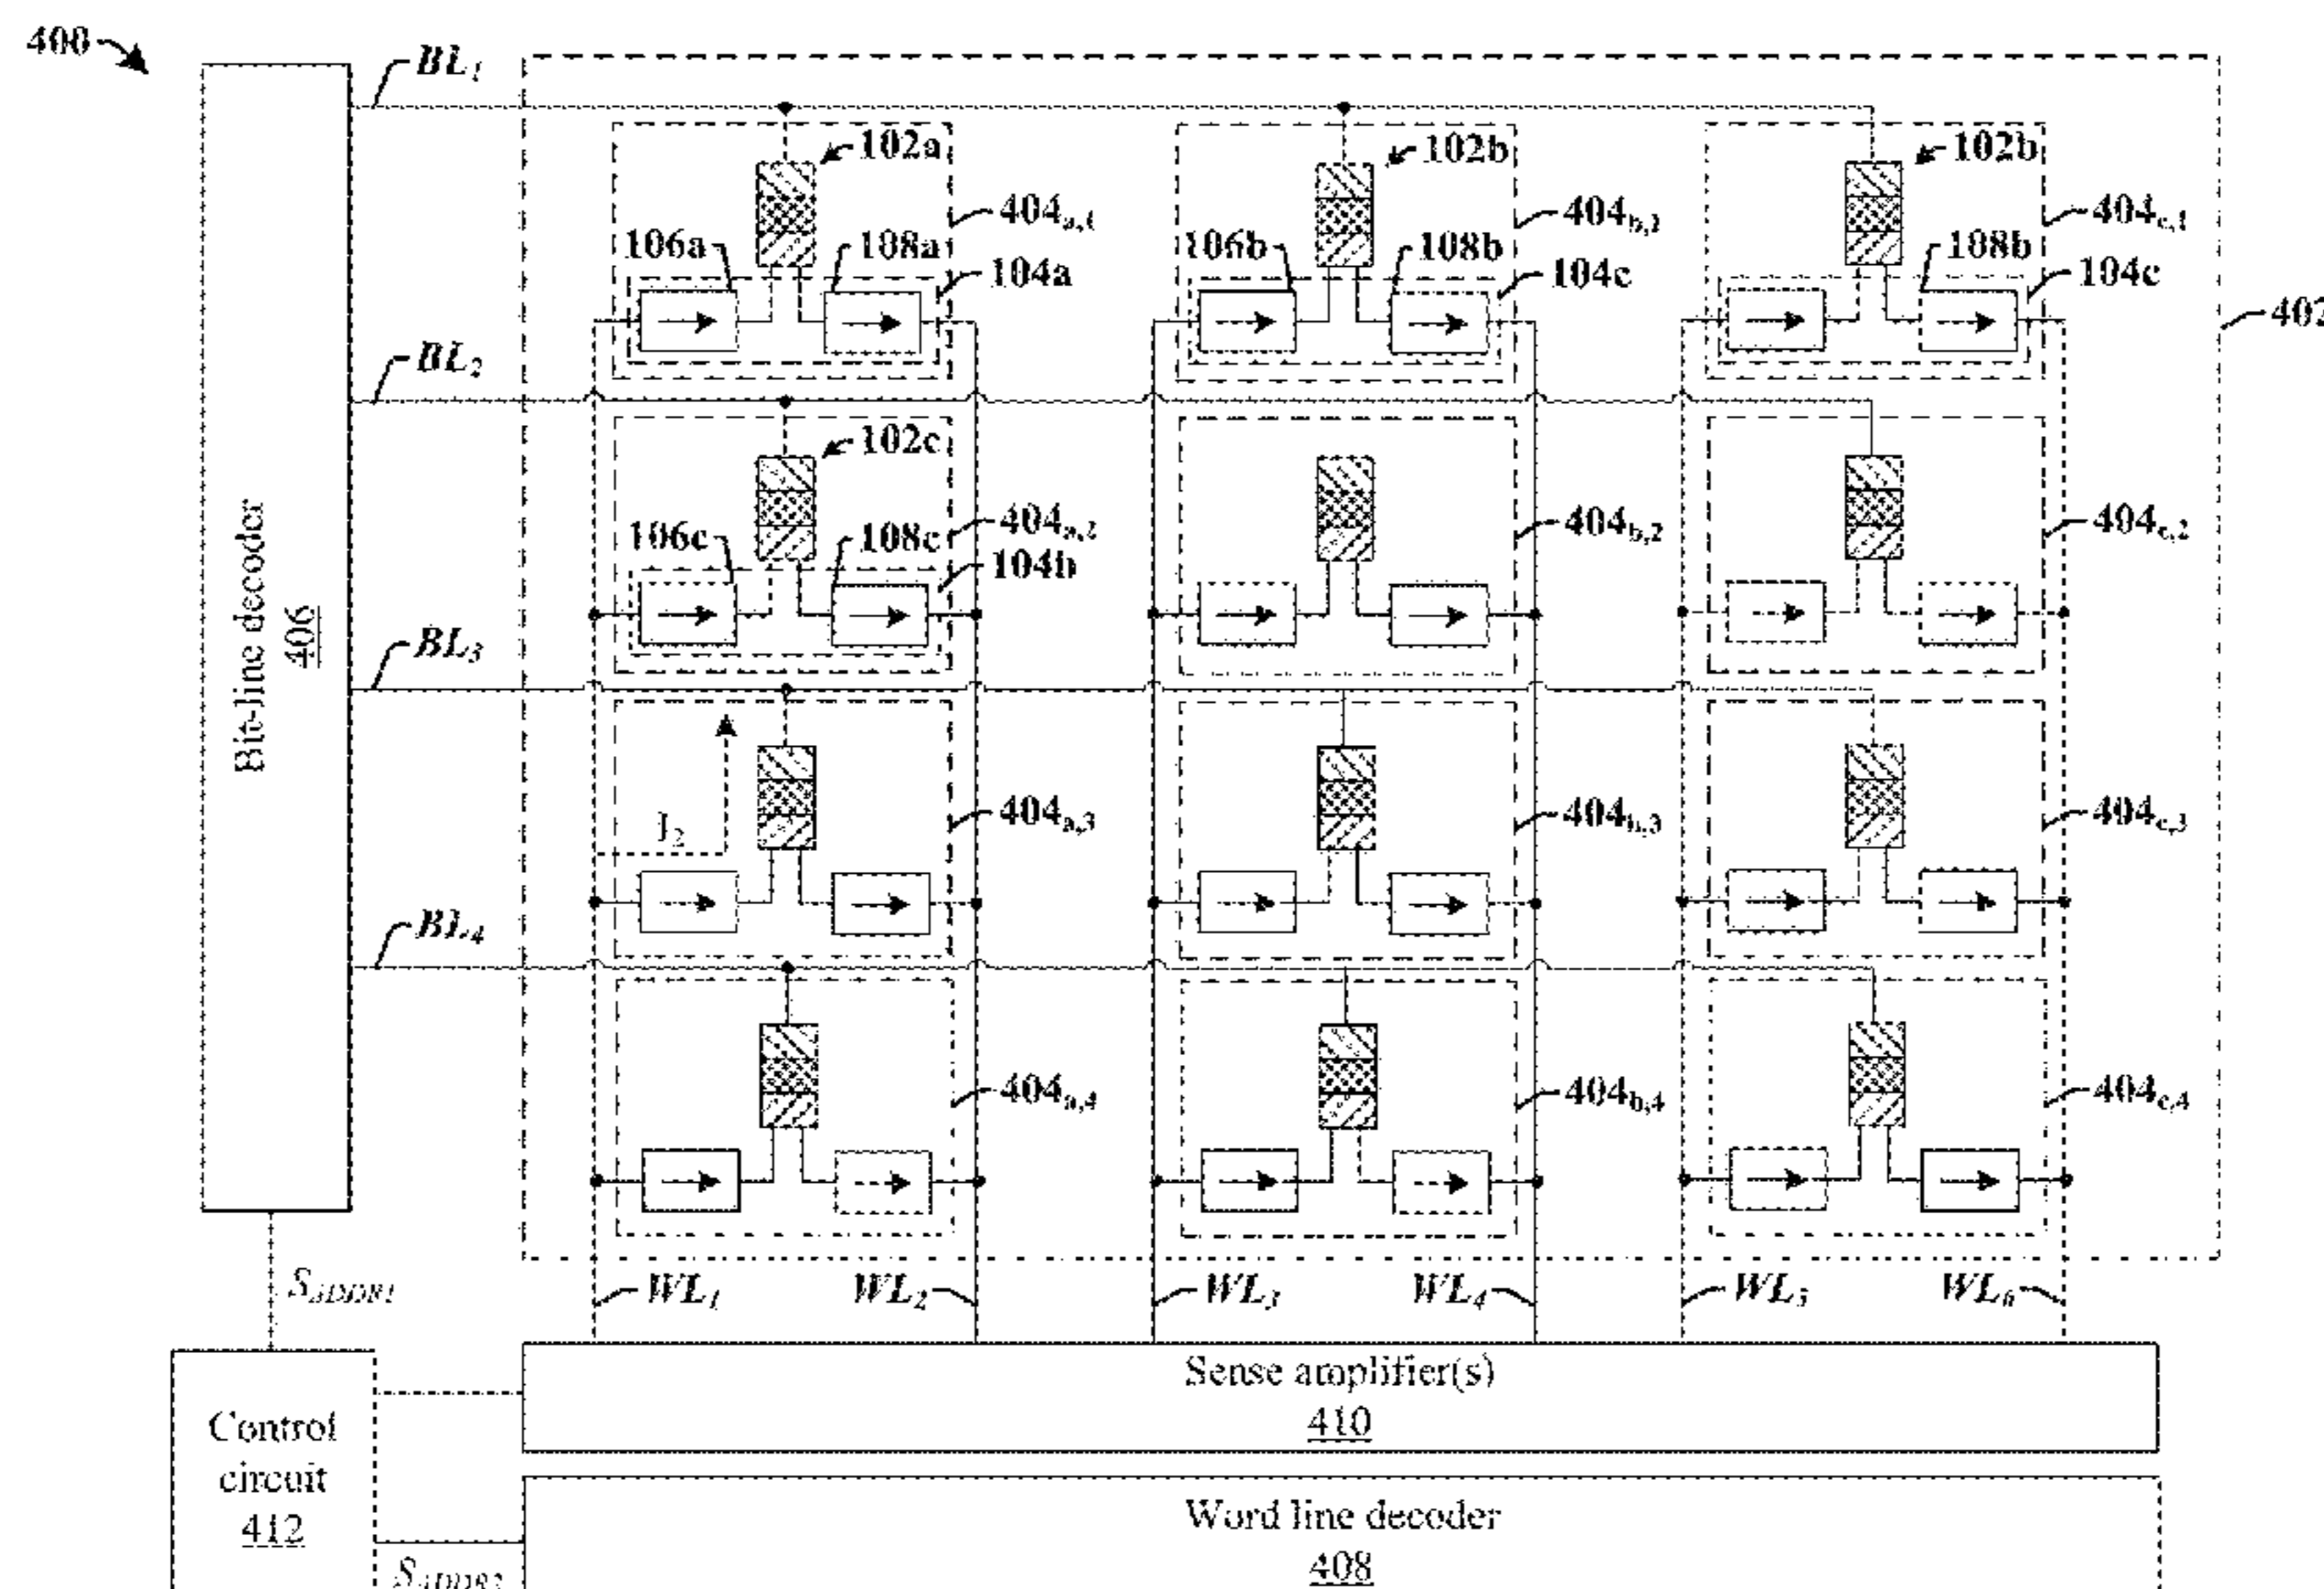 400
BL₁
102a 102b 102b
404a,1 404b,1 404c,1
106a 108a 104a 106b 108b 104c 108b 104c
402
BL₂
102c
404a,2 404b,2 404c,2
106c 108c 104b
Bit-line decoder
406
BL₃
J₂
404a,3 404b,3 404c,3
BL₄
404a,4 404b,4 404c,4
S_ADDR1
WL₁ WL₂ WL₃ WL₄ WL₅ WL₆
Sense amplifier(s)
410
Control
circuit
412
Word line decoder
408
S_ADDR2